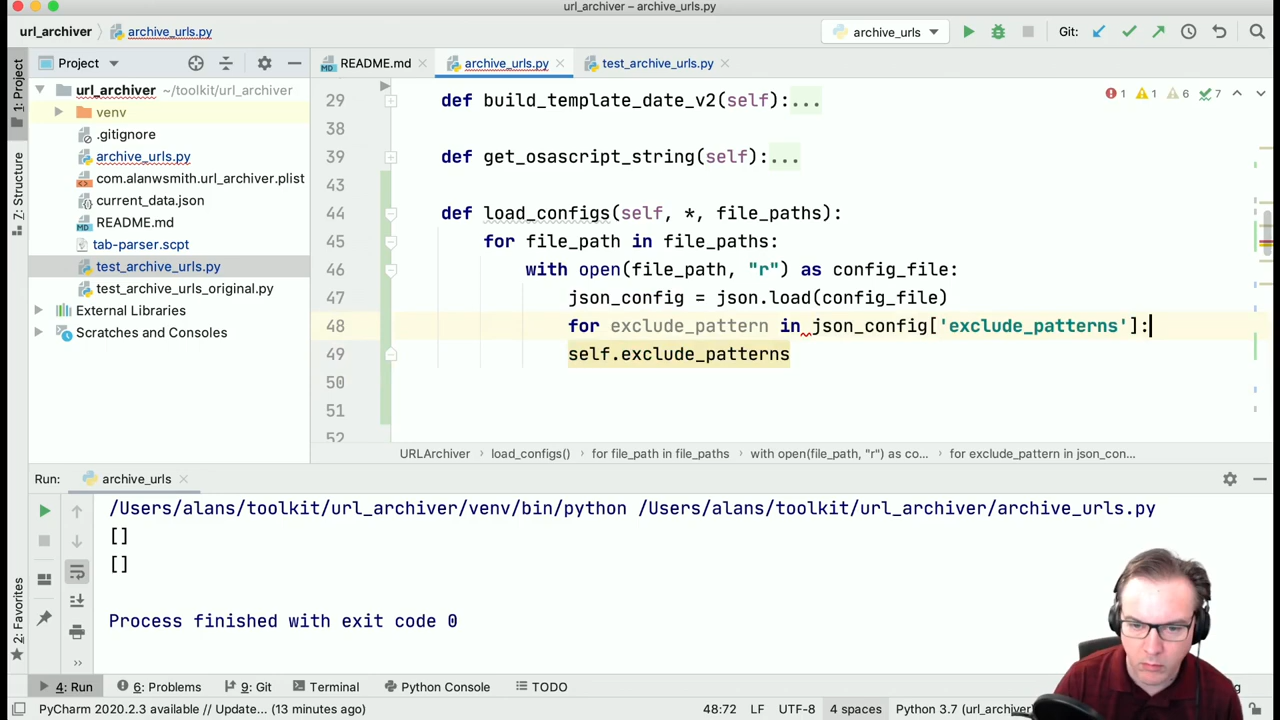 url_archiver – archive_urls.py
url_archiver archive_urls.py archive_urls Git:
Project README.md archive_urls.py test_archive_urls.py
1: Project
7: Structure
2: Favorites
url_archiver ~/toolkit/url_archiver
venv
.gitignore
archive_urls.py
com.alanwsmith.url_archiver.plist
current_data.json
README.md
tab-parser.scpt
test_archive_urls.py
test_archive_urls_original.py
External Libraries
Scratches and Consoles
1 1 6 7
29 def build_template_date_v2(self):...
38
39 def get_osascript_string(self):...
43
44 def load_configs(self, *, file_paths):
45 for file_path in file_paths:
46 with open(file_path, "r") as config_file:
47 json_config = json.load(config_file)
48 for exclude_pattern in json_config['exclude_patterns']:
49 self.exclude_patterns
50
51
52
URLArchiver › load_configs() › for file_path in file_paths › with open(file_path, "r") as co... › for exclude_pattern in json_con...
Run: archive_urls
/Users/alans/toolkit/url_archiver/venv/bin/python /Users/alans/toolkit/url_archiver/archive_urls.py
[]
[]
Process finished with exit code 0
4: Run 6: Problems 9: Git Terminal Python Console TODO
PyCharm 2020.2.3 available // Update... (13 minutes ago) 48:72 LF UTF-8 4 spaces Python 3.7 (url_archiver)